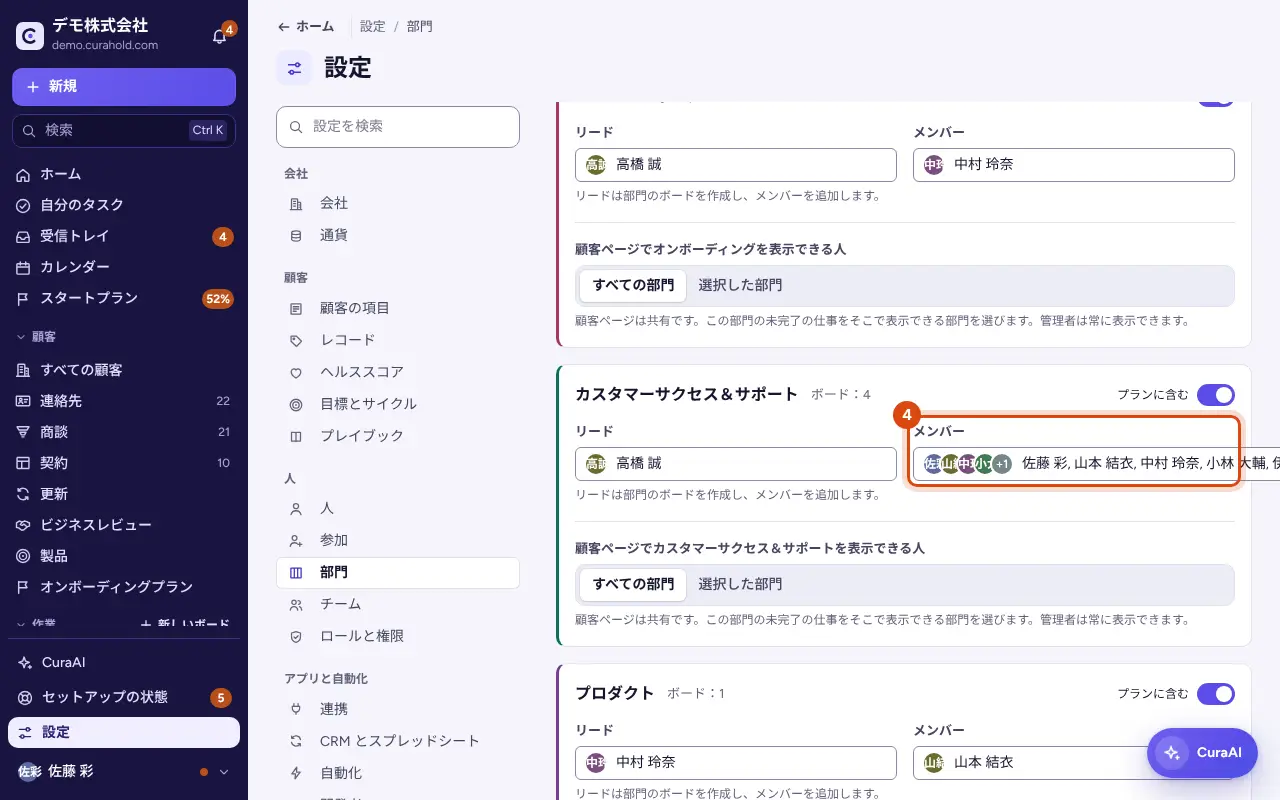 デモ株式会社
demo.curahold.com
4
新規
検索 Ctrl K
ホーム
自分のタスク
受信トレイ 4
カレンダー
スタートプラン 52%
顧客
すべての顧客
連絡先 22
商談 21
契約 10
更新
ビジネスレビュー
製品
オンボーディングプラン
作業 新しいボード
CuraAI
セットアップの状態 5
設定
佐彩 佐藤 彩
ホーム 設定 / 部門
設定
設定を検索
会社
会社
通貨
顧客
顧客の項目
レコード
ヘルススコア
目標とサイクル
プレイブック
人
人
参加
部門
チーム
ロールと権限
アプリと自動化
連携
CRM とスプレッドシート
自動化
リード メンバー
高誠 高橋 誠 中玲 中村 玲奈
リードは部門のボードを作成し、メンバーを追加します。
顧客ページでオンボーディングを表示できる人
すべての部門 選択した部門
顧客ページは共有です。この部門の未完了の仕事をそこで表示できる部門を選びます。管理者は常に表示できます。
カスタマーサクセス＆サポート ボード：4 プランに含む
4
リード メンバー
高誠 高橋 誠 +1 佐藤 彩, 山本 結衣, 中村 玲奈, 小林 大輔,
リードは部門のボードを作成し、メンバーを追加します。
顧客ページでカスタマーサクセス＆サポートを表示できる人
すべての部門 選択した部門
顧客ページは共有です。この部門の未完了の仕事をそこで表示できる部門を選びます。管理者は常に表示できます。
プロダクト ボード：1 プランに含む
リード メンバー
中玲 中村 玲奈 山結 山本 結衣
リードは部門のボードを作成し、メンバーを追加します。
CuraAI